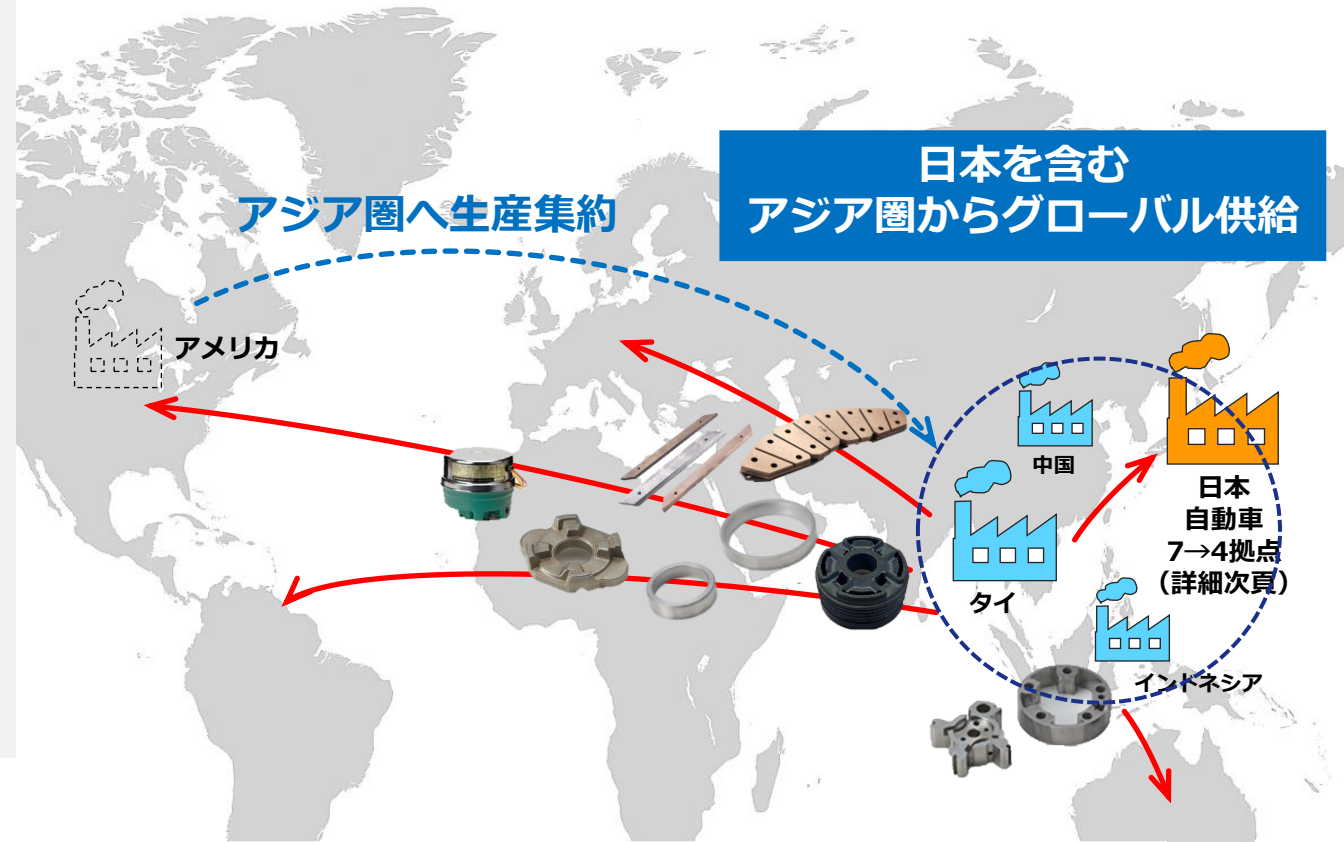 日本を含む
アジア圏からグローバル供給
アジア圏へ生産集約
アメリカ
中国
日本
自動車
7→4拠点
（詳細次頁）
タイ
インドネシア